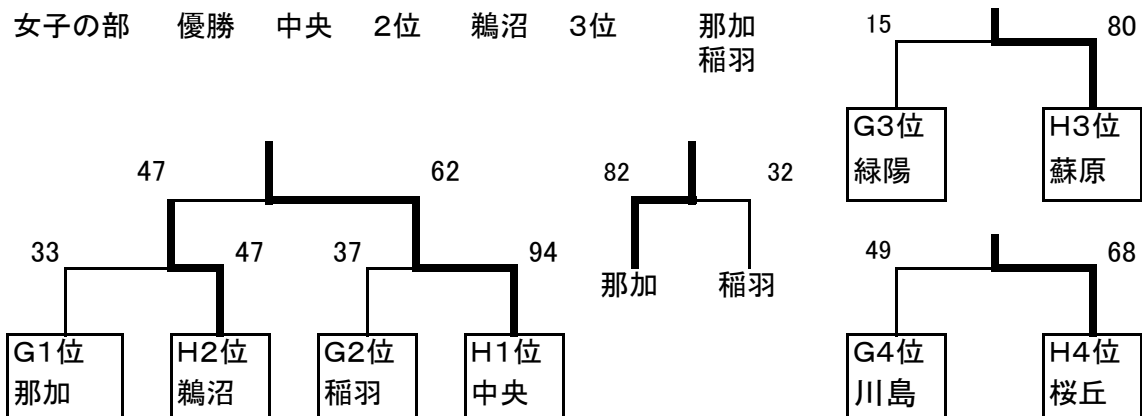 女子の部 優勝 中央 2位 鵜沼 3位 那加
稲羽
47 62
33 47 37 94
G1位 H2位 G2位 H1位
那加 鵜沼 稲羽 中央
82 32
那加 稲羽
15 80
G3位 H3位
緑陽 蘇原
49 68
G4位 H4位
川島 桜丘